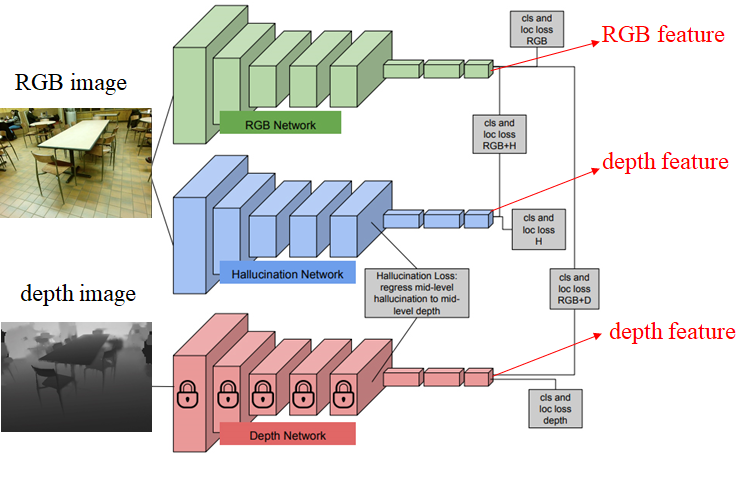 cls and
loc loss
RGB
RGB feature
RGB image
RGB Network
cls and
loc loss
RGB+H
depth feature
cls and
loc loss
H
Hallucination Network
Hallucination Loss:
regress mid-level
hallucination to mid-
level depth
cls and
loc loss
RGB+D
depth image
depth feature
cls and
loc loss
depth
Depth Network